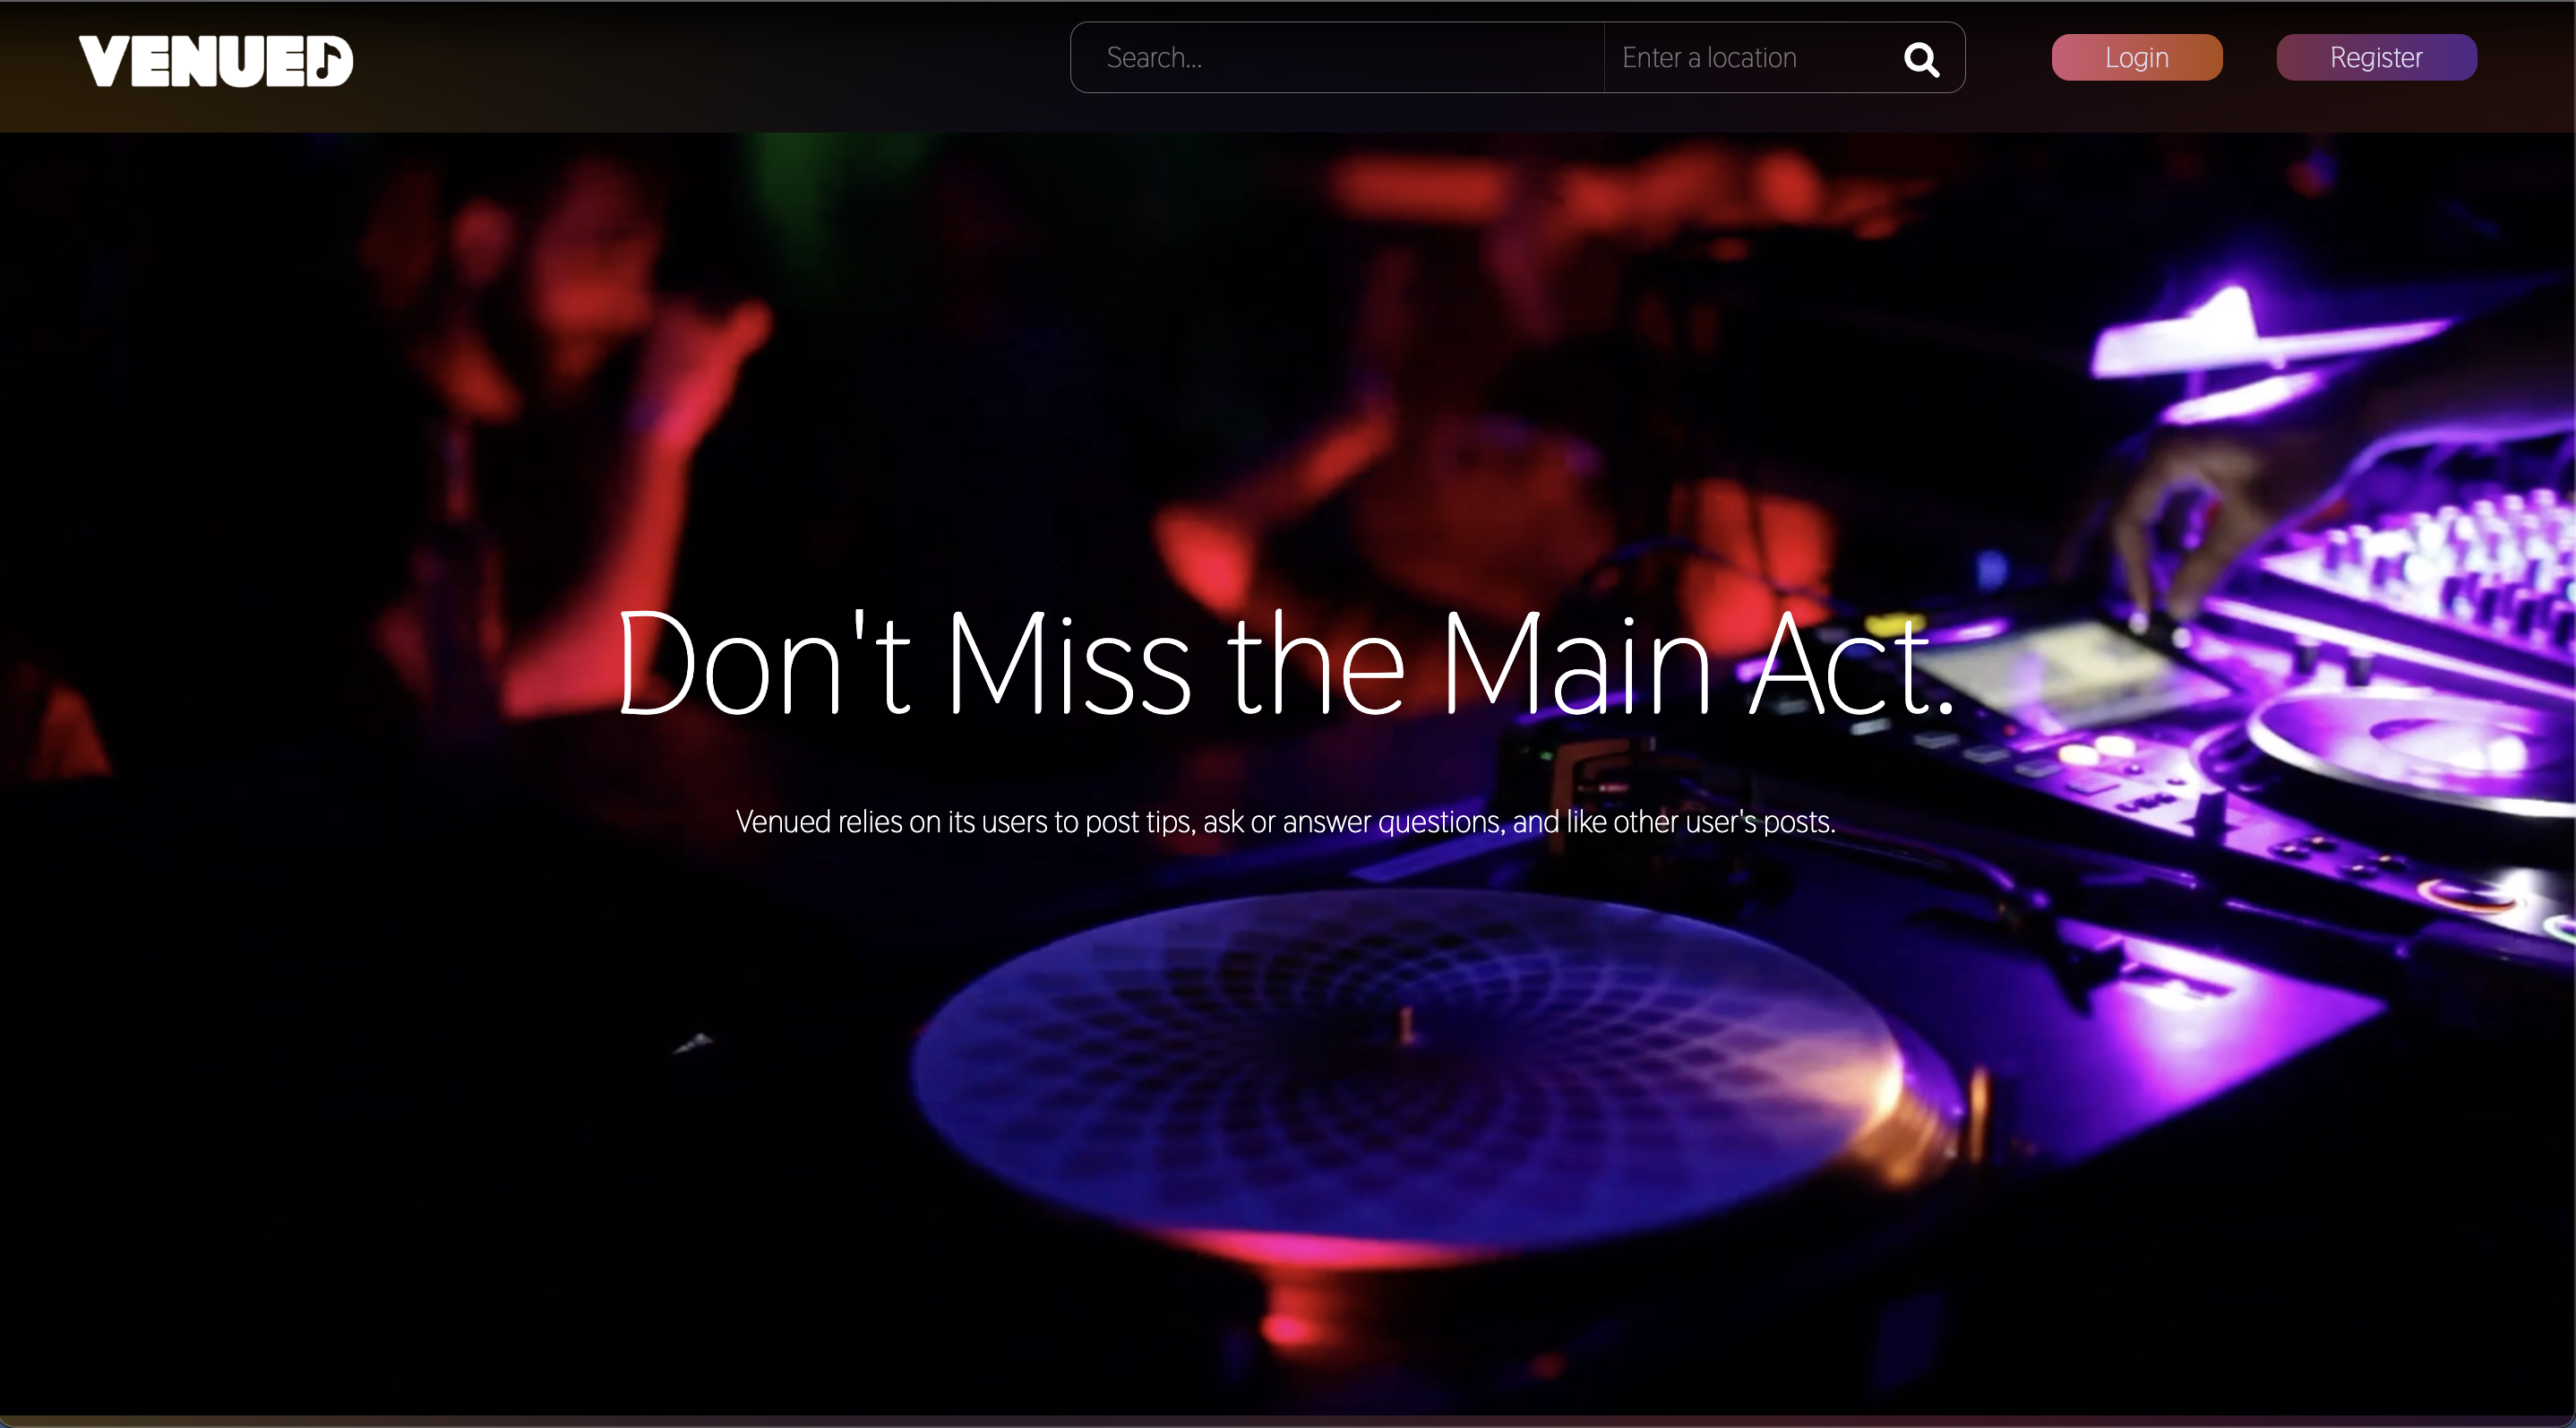 VENUED
Search...
Enter a location
Login
Register
Don't Miss the Main Act.
Venued relies on its users to post tips, ask or answer questions, and like other user's posts.